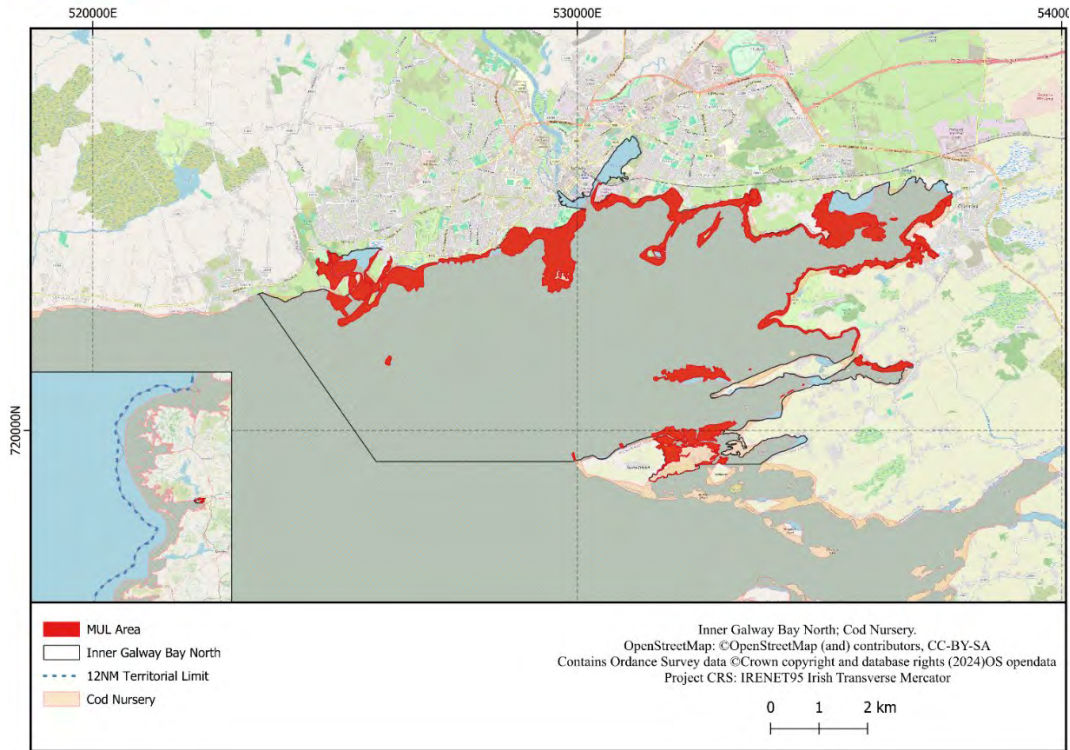 520000E
530000E
54000
720000N
MUL Area
Inner Galway Bay North
12NM Territorial Limit
Cod Nursery
Inner Galway Bay North; Cod Nursery.
OpenStreetMap: ©OpenStreetMap (and) contributors, CC-BY-SA
Contains Ordance Survey data ©Crown copyright and database rights (2024)OS opendata
Project CRS: IRENET95 Irish Transverse Mercator
0 1 2 km